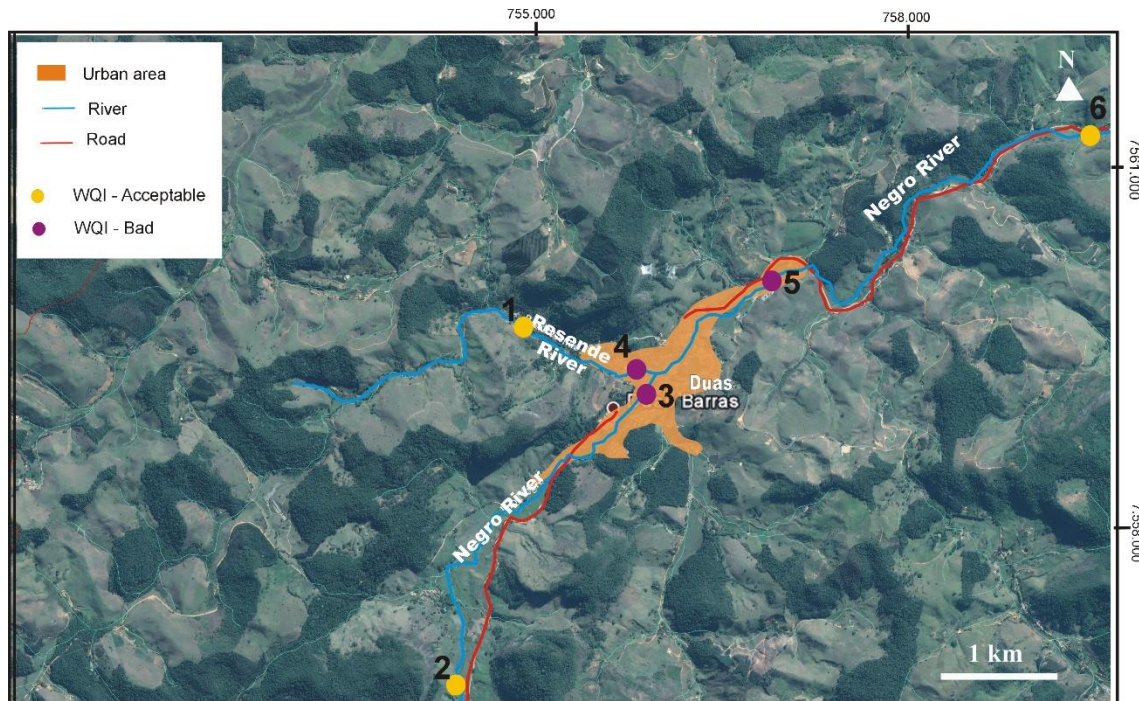 755.000
758.000
Urban area
River
Road
WQI - Acceptable
WQI - Bad
N
6
7561.000
Negro River
5
1
Resende
River
4
Duas
3
Barras
Negro River
7558.000
2
1 km